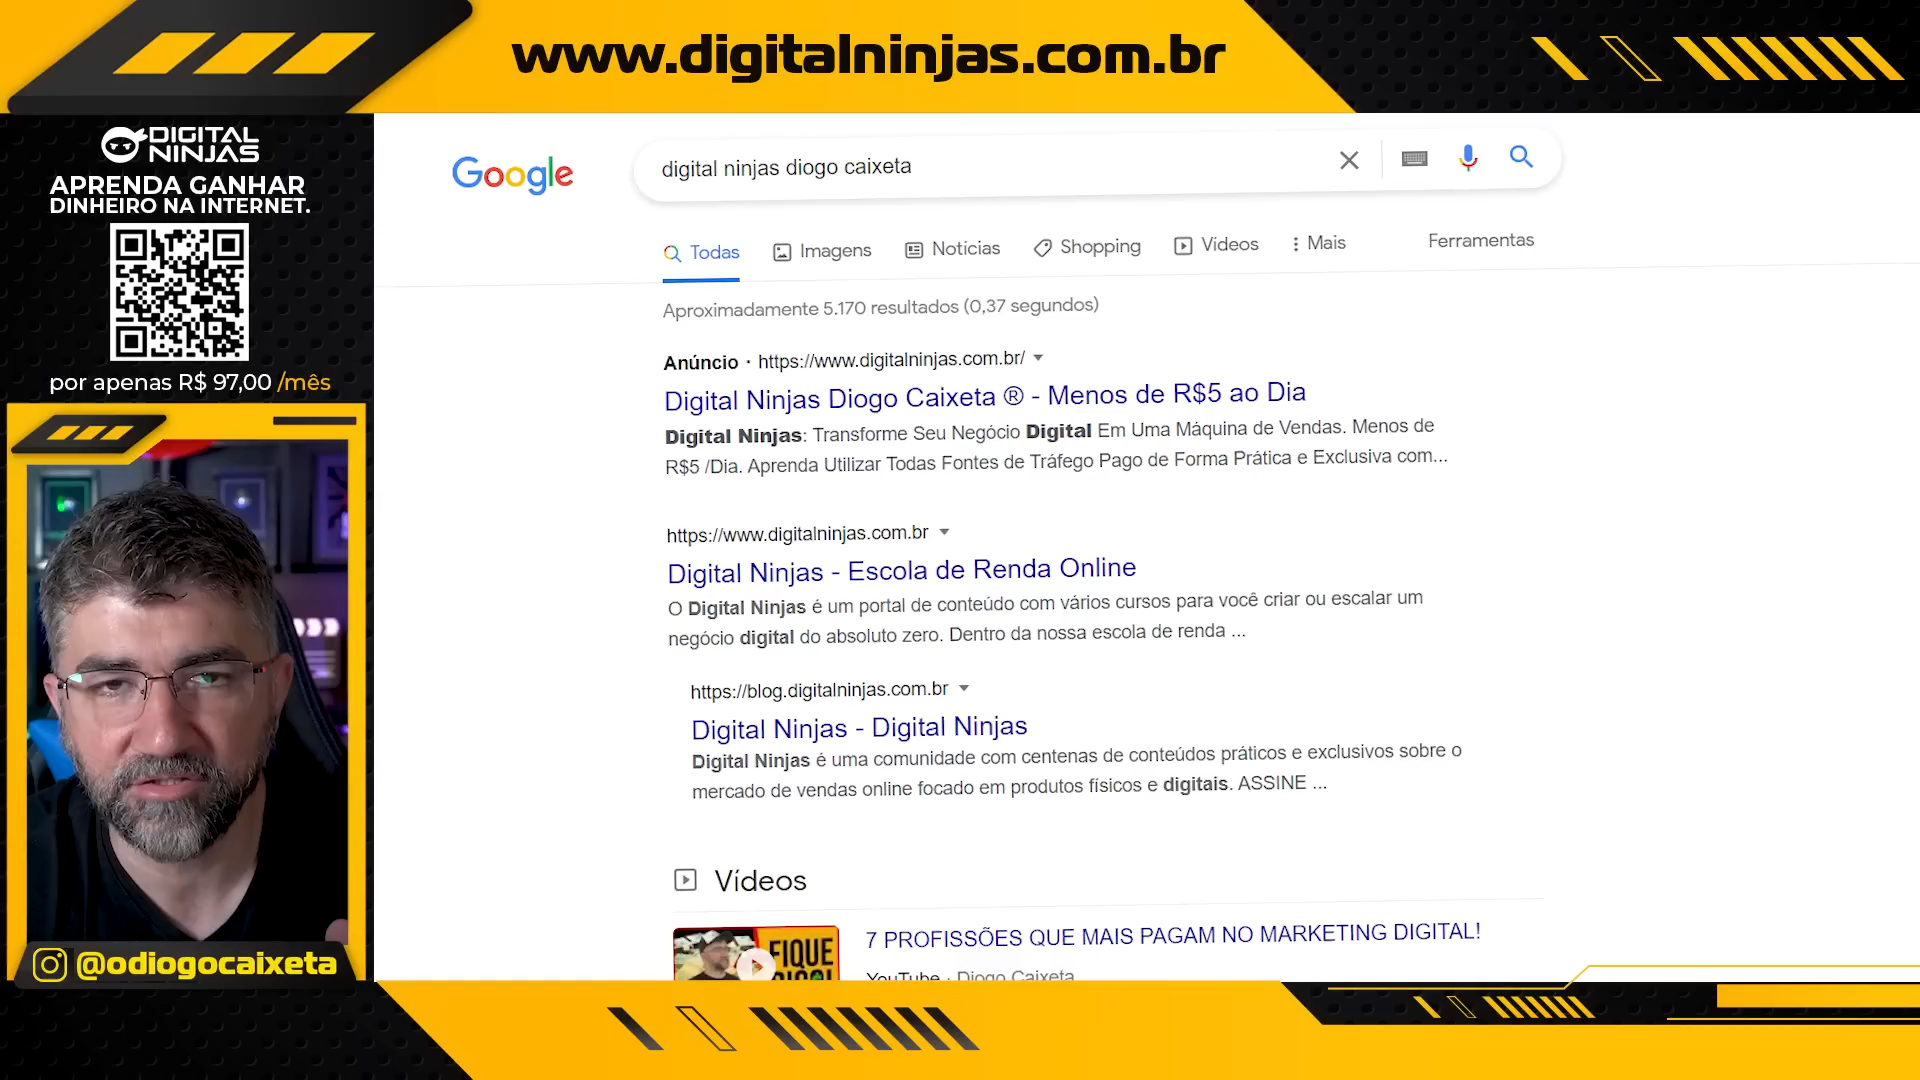 www.digitalninjas.com.br
DIGITAL
NINJAS
APRENDA GANHAR
DINHEIRO NA INTERNET.
por apenas R$ 97,00 /mês
@odiogocaixeta
Google
digital ninjas diogo caixeta
Todas
Imagens
Notícias
Shopping
Vídeos
Mais
Ferramentas
Aproximadamente 5.170 resultados (0,37 segundos)
Anúncio · https://www.digitalninjas.com.br/
Digital Ninjas Diogo Caixeta ® - Menos de R$5 ao Dia
Digital Ninjas: Transforme Seu Negócio Digital Em Uma Máquina de Vendas. Menos de
R$5 /Dia. Aprenda Utilizar Todas Fontes de Tráfego Pago de Forma Prática e Exclusiva com...
https://www.digitalninjas.com.br
Digital Ninjas - Escola de Renda Online
O Digital Ninjas é um portal de conteúdo com vários cursos para você criar ou escalar um
negócio digital do absoluto zero. Dentro da nossa escola de renda ...
https://blog.digitalninjas.com.br
Digital Ninjas - Digital Ninjas
Digital Ninjas é uma comunidade com centenas de conteúdos práticos e exclusivos sobre o
mercado de vendas online focado em produtos físicos e digitais. ASSINE ...
Vídeos
FIQUE
7 PROFISSÕES QUE MAIS PAGAM NO MARKETING DIGITAL!
YouTube · Diogo Caixeta